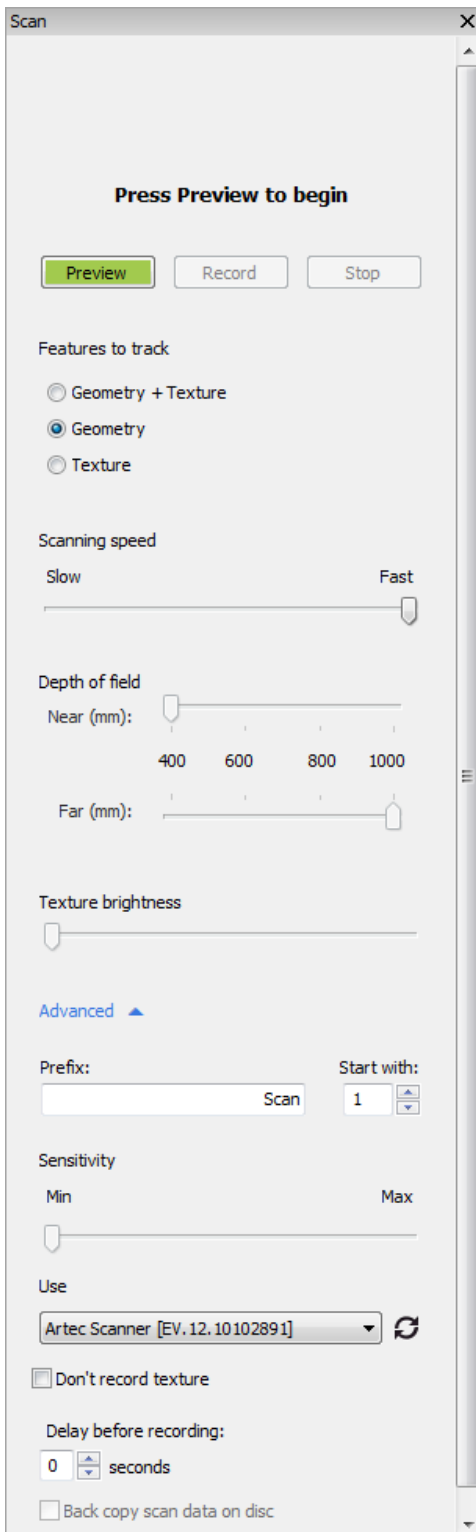 Scan
Press Preview to begin
Preview Record Stop
Features to track
Geometry + Texture
Geometry
Texture
Scanning speed
Slow Fast
Depth of field
Near (mm):
400 600 800 1000
Far (mm):
Texture brightness
Advanced
Prefix: Start with:
Scan 1
Sensitivity
Min Max
Use
Artec Scanner [EV.12.10102891]
Don't record texture
Delay before recording:
0 seconds
Back copy scan data on disc